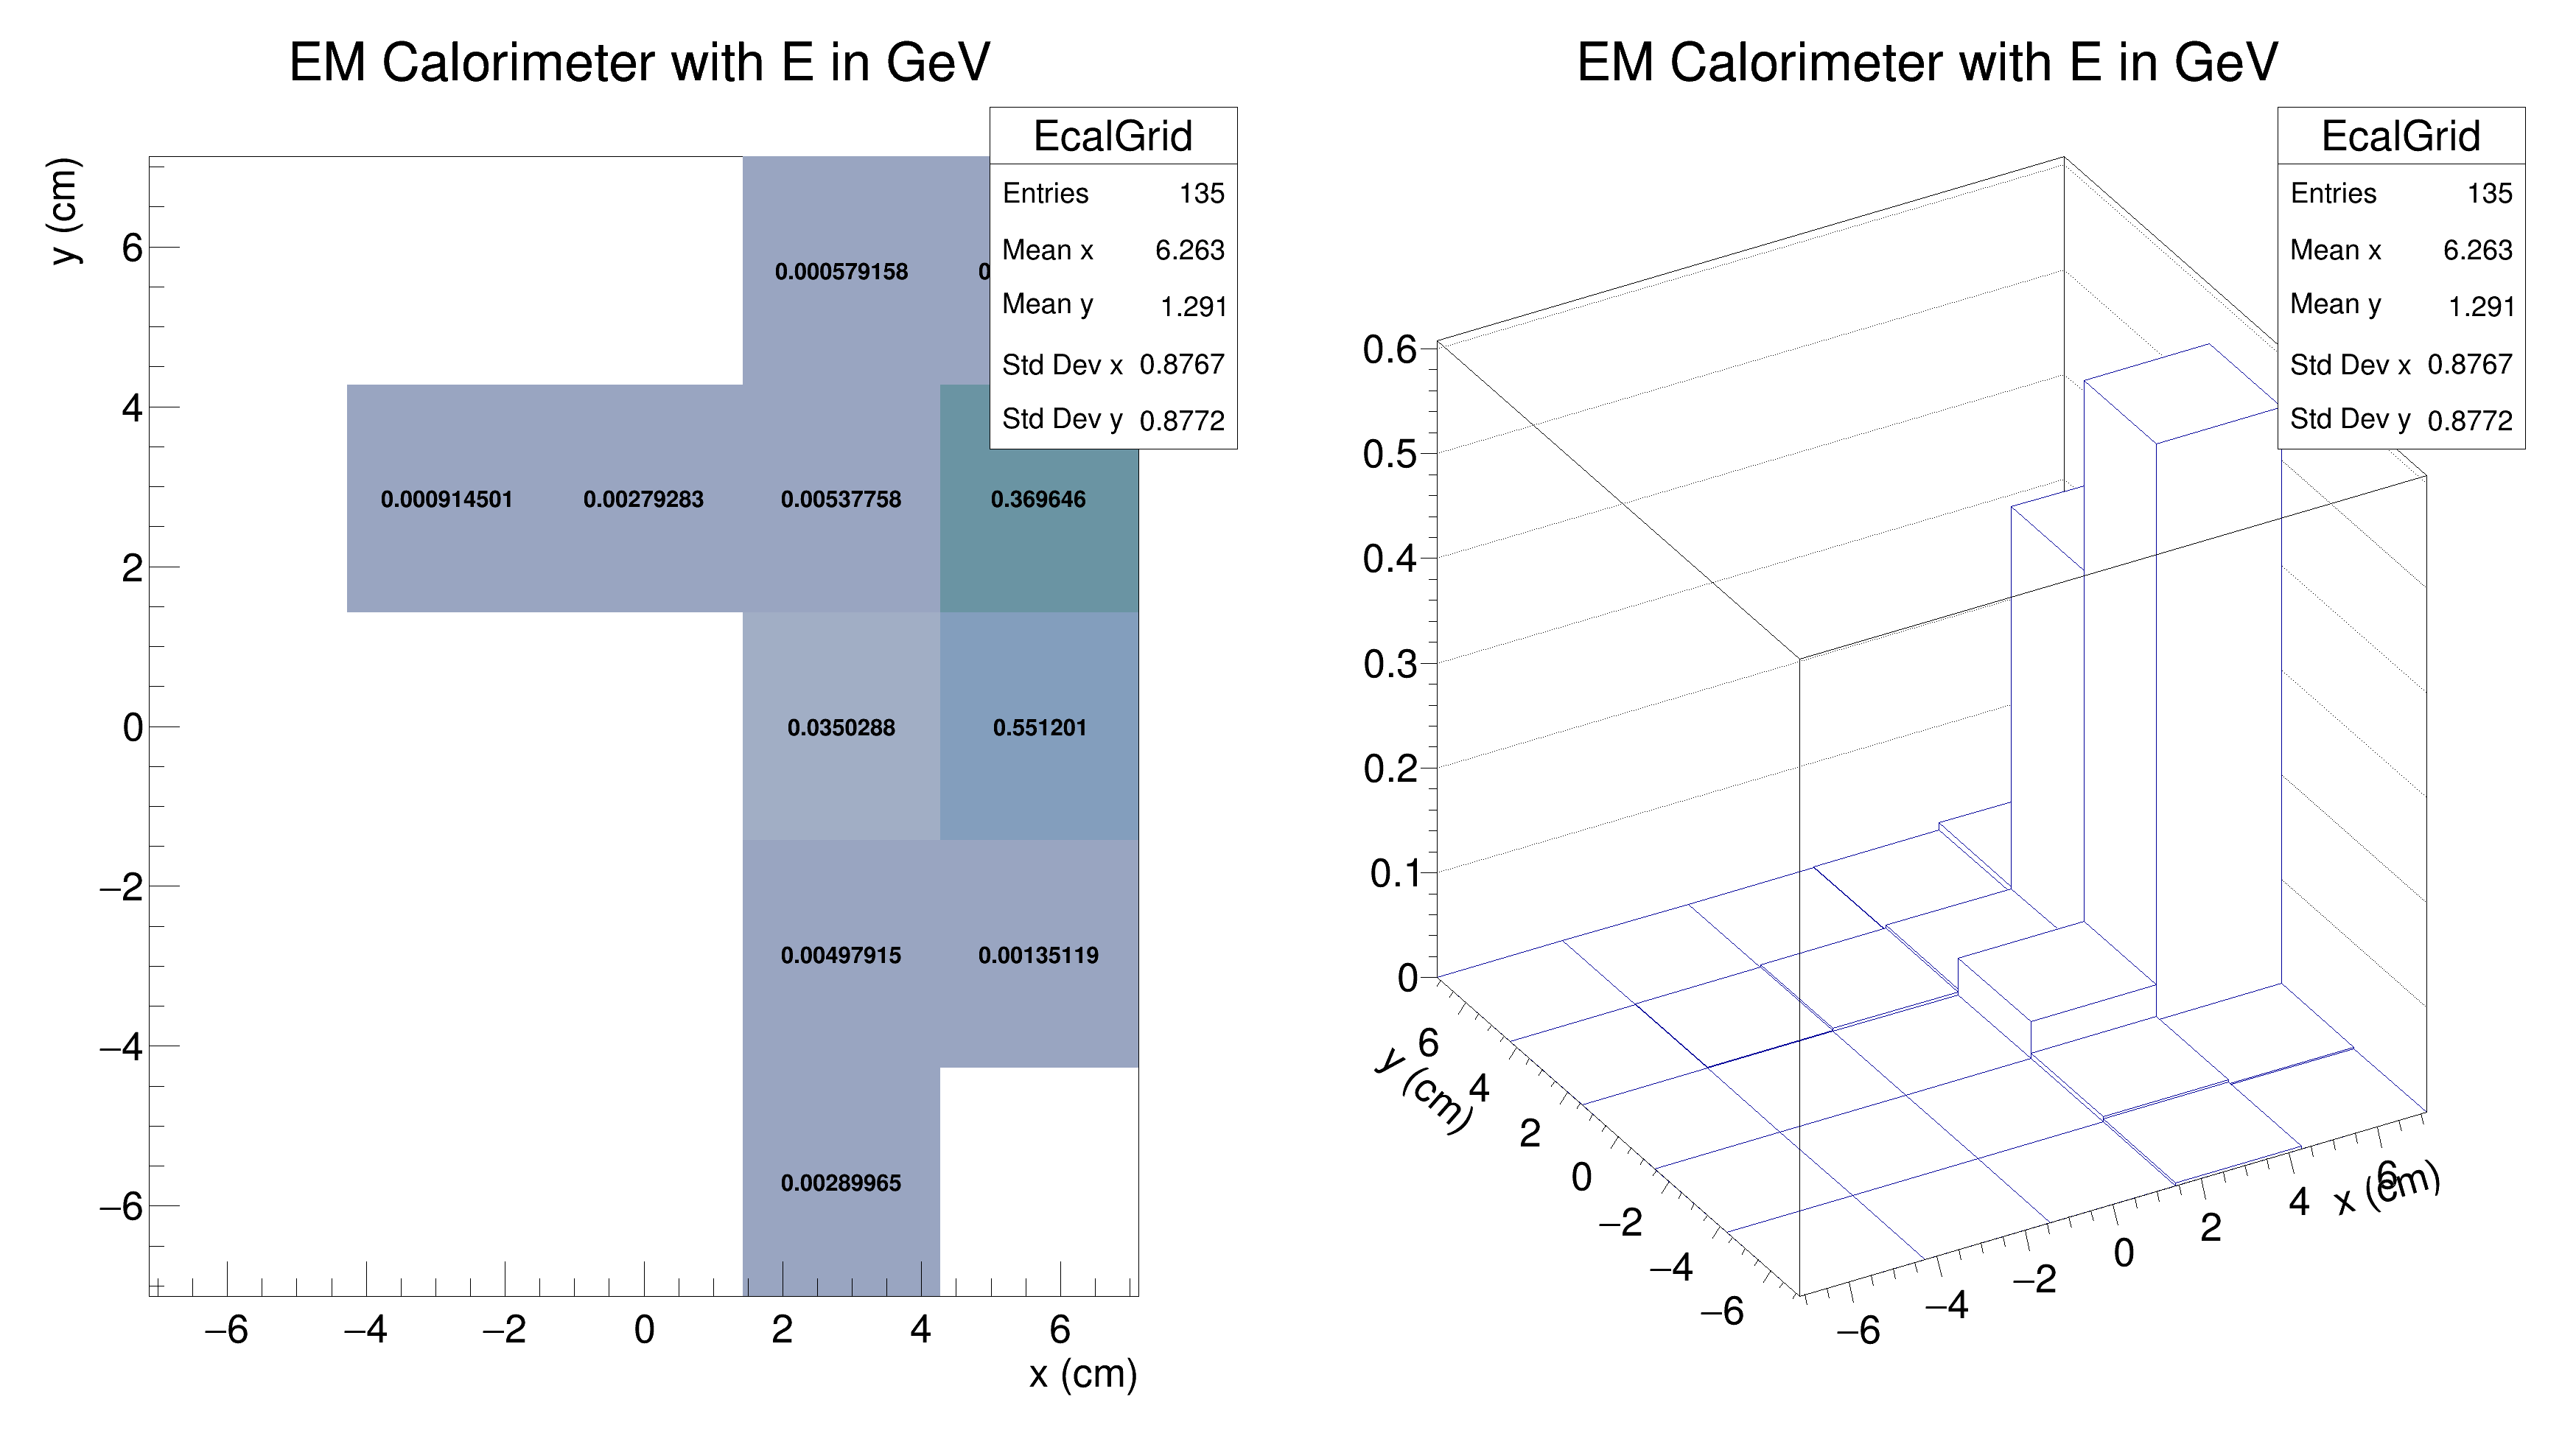 EM Calorimeter with E in GeV
EcalGrid
Entries 135
Mean x 6.263
Mean y 1.291
Std Dev x 0.8767
Std Dev y 0.8772
y (cm)
6
4
2
0
−2
−4
−6
0.000579158 0
0.000914501 0.00279283 0.00537758 0.369646
0.0350288 0.551201
0.00497915 0.00135119
0.00289965
−6 −4 −2 0 2 4 6
x (cm)
EM Calorimeter with E in GeV
EcalGrid
Entries 135
Mean x 6.263
Mean y 1.291
Std Dev x 0.8767
Std Dev y 0.8772
0.6
0.5
0.4
0.3
0.2
0.1
0
6
4
2
0
−2
−4
−6
y (cm)
−6 −4 −2 0 2 4 6
x (cm)